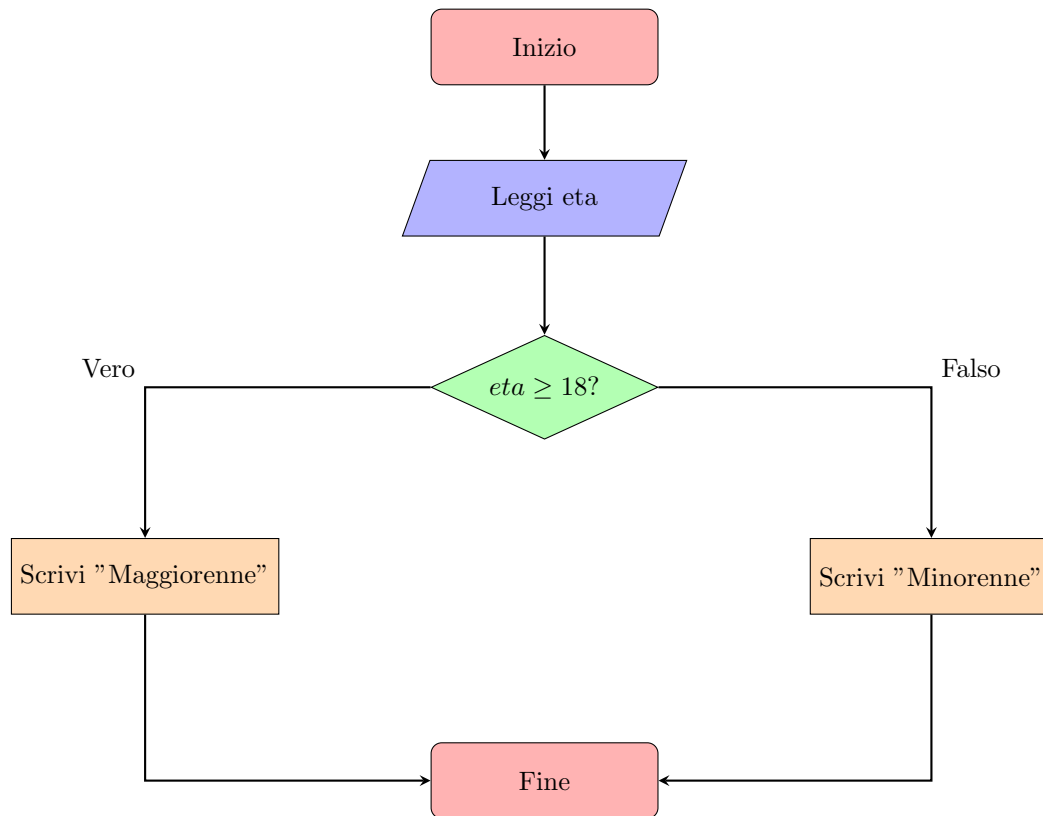 Inizio
Leggi eta
Vero
eta ≥ 18?
Falso
Scrivi ”Maggiorenne”
Scrivi ”Minorenne”
Fine